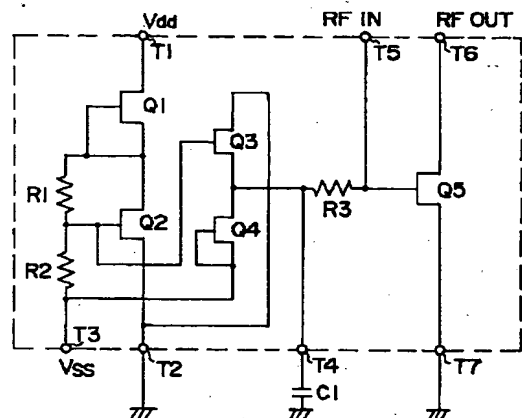 Vdd
RF IN
RF OUT
T1
T5
T6
Q1
Q3
R1
Q2
R3
Q5
Q4
R2
T3
VSS
T2
T4
T7
C1